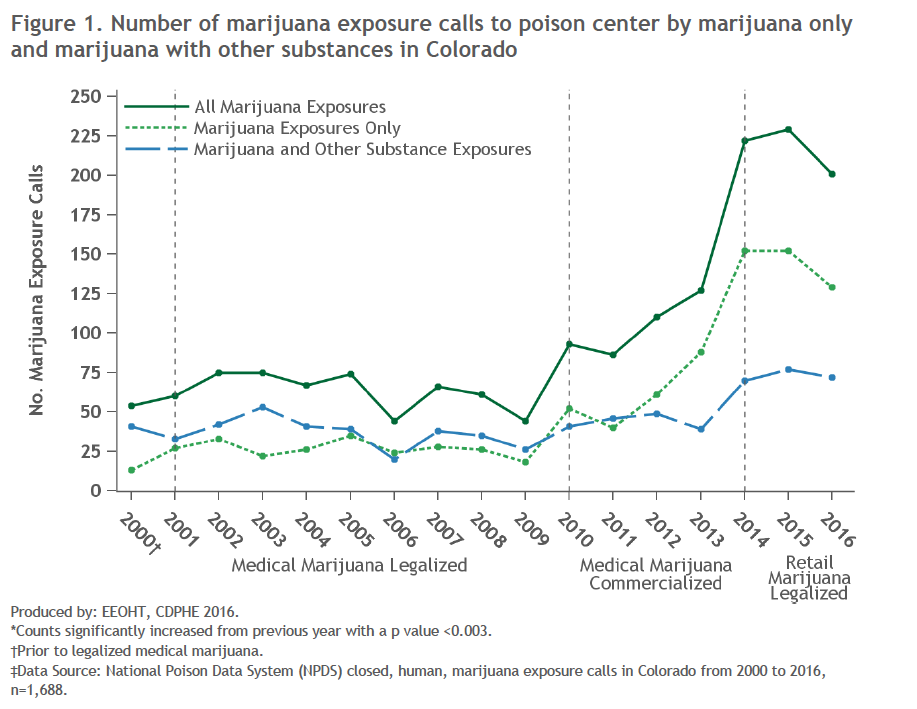 Figure 1. Number of marijuana exposure calls to poison center by marijuana only
and marijuana with other substances in Colorado
250
225
200
175
150
125
100
75
50
25
0
No. Marijuana Exposure Calls
All Marijuana Exposures
Marijuana Exposures Only
Marijuana and Other Substance Exposures
2000†
2001
2002
2003
2004
2005
2006
2007
2008
2009
2010
2011
2012
2013
2014
2015
2016
Medical Marijuana Legalized
Medical Marijuana
Commercialized
Retail
Marijuana
Legalized
Produced by: EEOHT, CDPHE 2016.
*Counts significantly increased from previous year with a p value <0.003.
†Prior to legalized medical marijuana.
‡Data Source: National Poison Data System (NPDS) closed, human, marijuana exposure calls in Colorado from 2000 to 2016,
n=1,688.